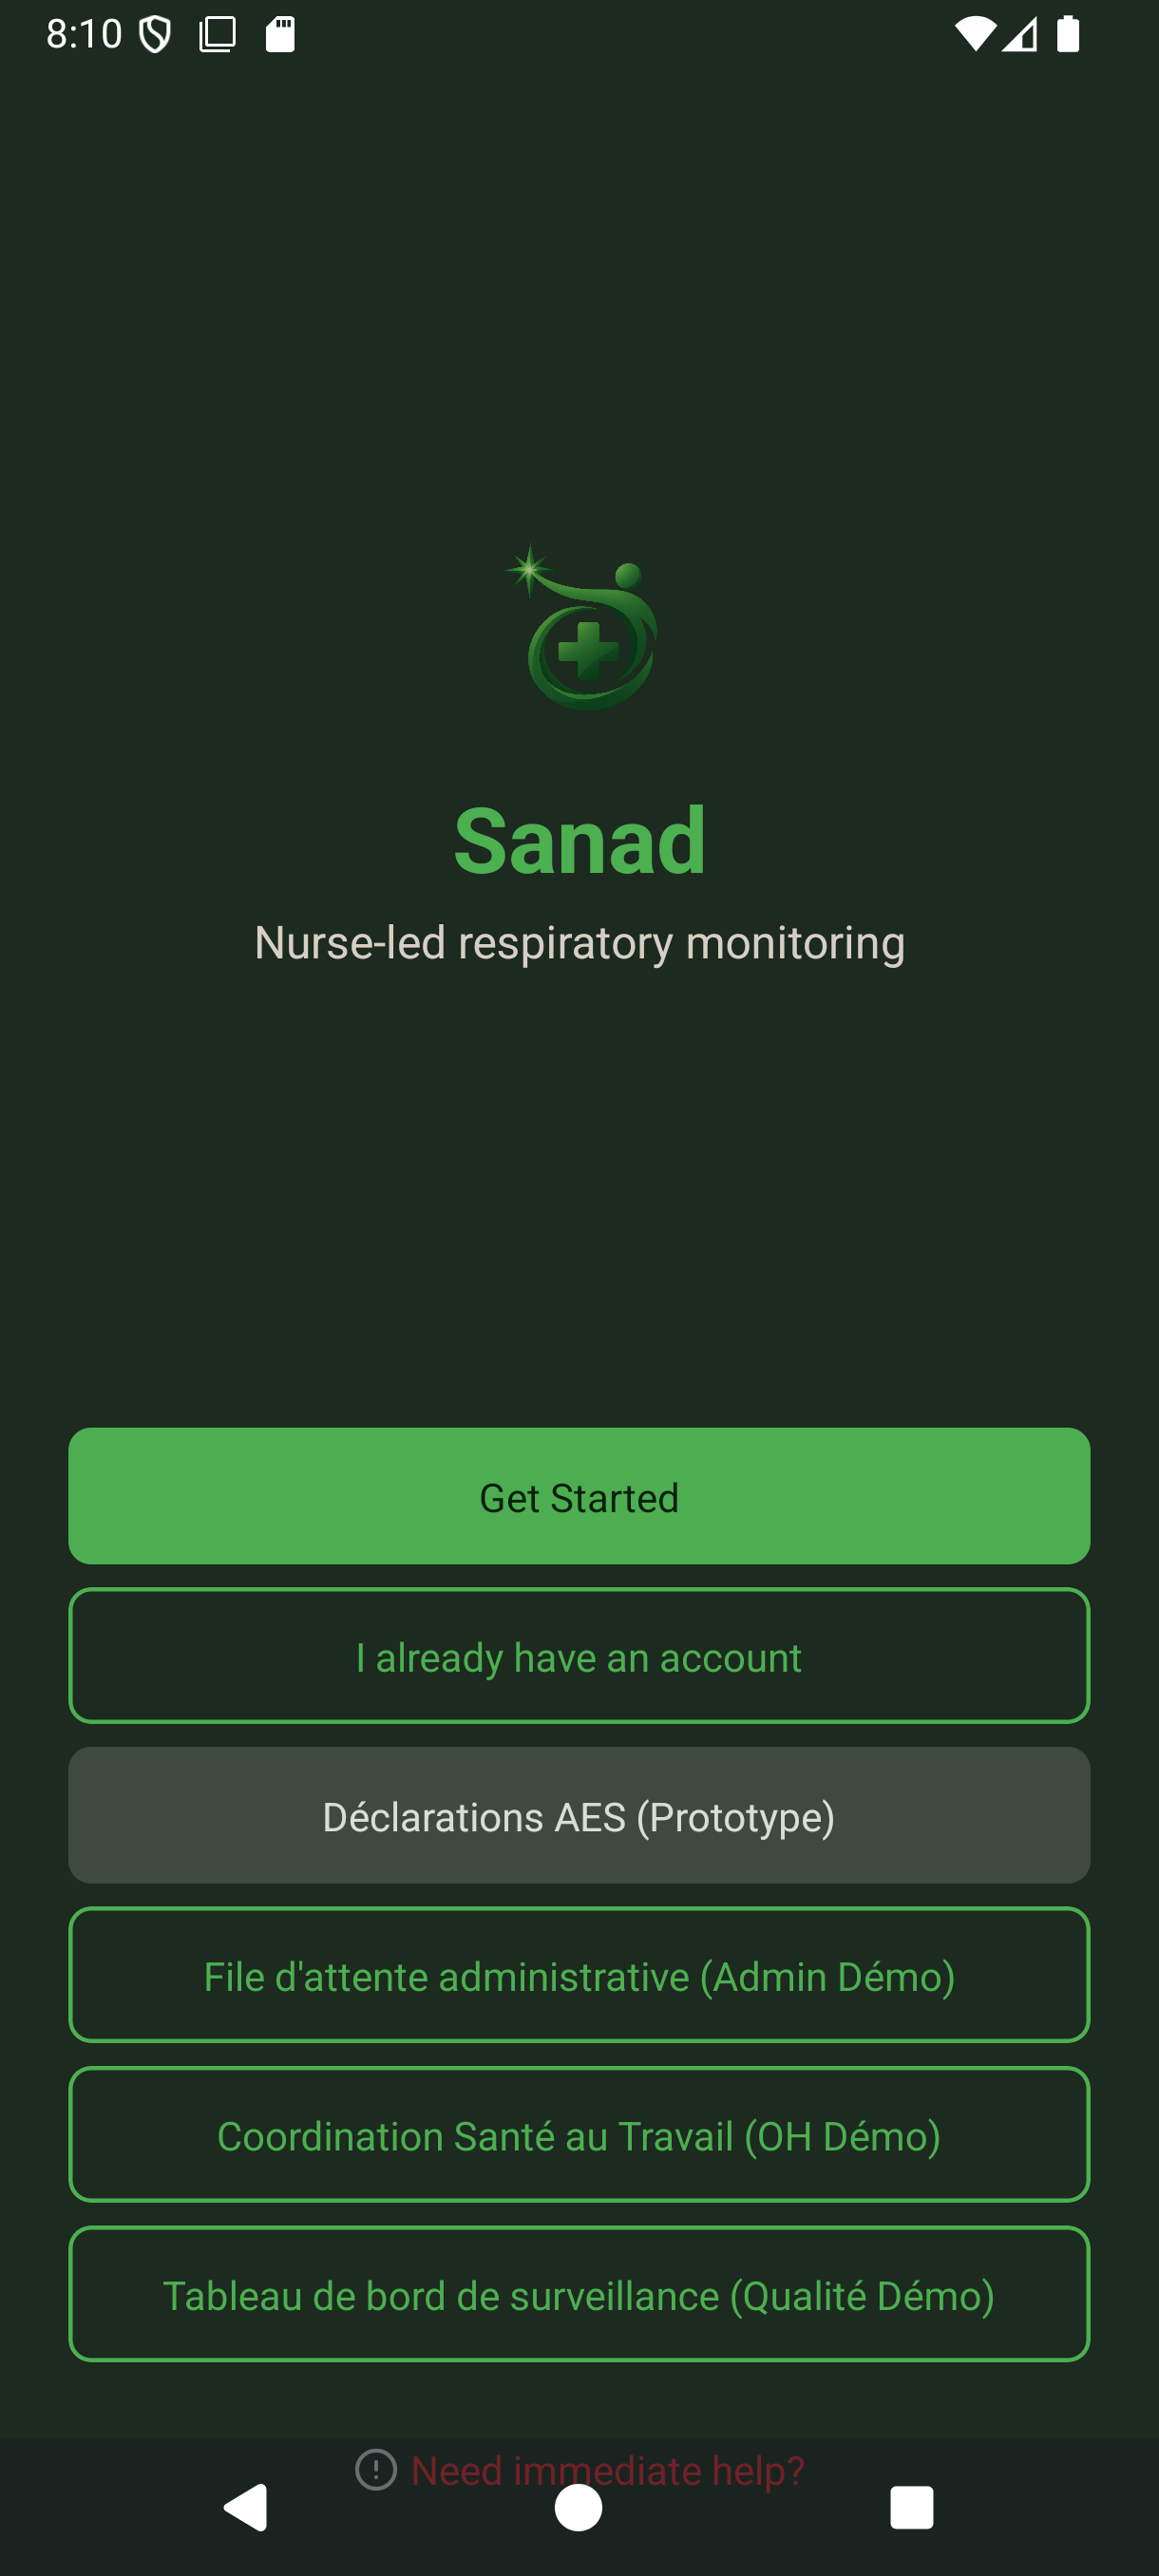 8:10
Sanad
Nurse-led respiratory monitoring
Get Started
I already have an account
Déclarations AES (Prototype)
File d'attente administrative (Admin Démo)
Coordination Santé au Travail (OH Démo)
Tableau de bord de surveillance (Qualité Démo)
Need immediate help?